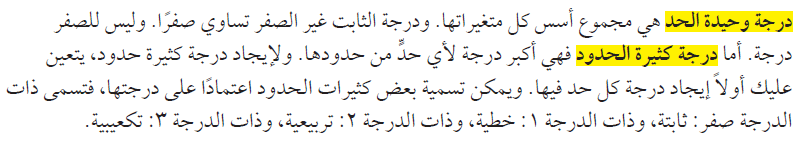 درجة وحيدة الحد هي مجموع أسس كل متغيراتها. ودرجة الثابت غير الصفر تساوي صفرًا. وليس للصفر
درجة. أما درجة كثيرة الحدود فهي أكبر درجة لأي حدٍّ من حدودها. ولإيجاد درجة كثيرة حدود، يتعين
عليك أولاً إيجاد درجة كل حد فيها. ويمكن تسمية بعض كثيرات الحدود اعتمادًا على درجتها، فتسمى ذات
الدرجة صفر: ثابتة، وذات الدرجة ١: خطية، وذات الدرجة ٢: تربيعية، وذات الدرجة ٣: تكعيبية.